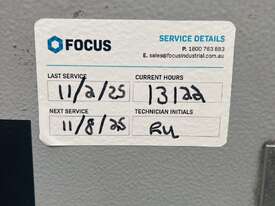 FOCUS
SERVICE DETAILS
P. 1800 763 883
E. sales@focusindustrial.com.au
LAST SERVICE
11/2/25
CURRENT HOURS
13122
NEXT SERVICE
11/8/25
TECHNICIAN INITIALS